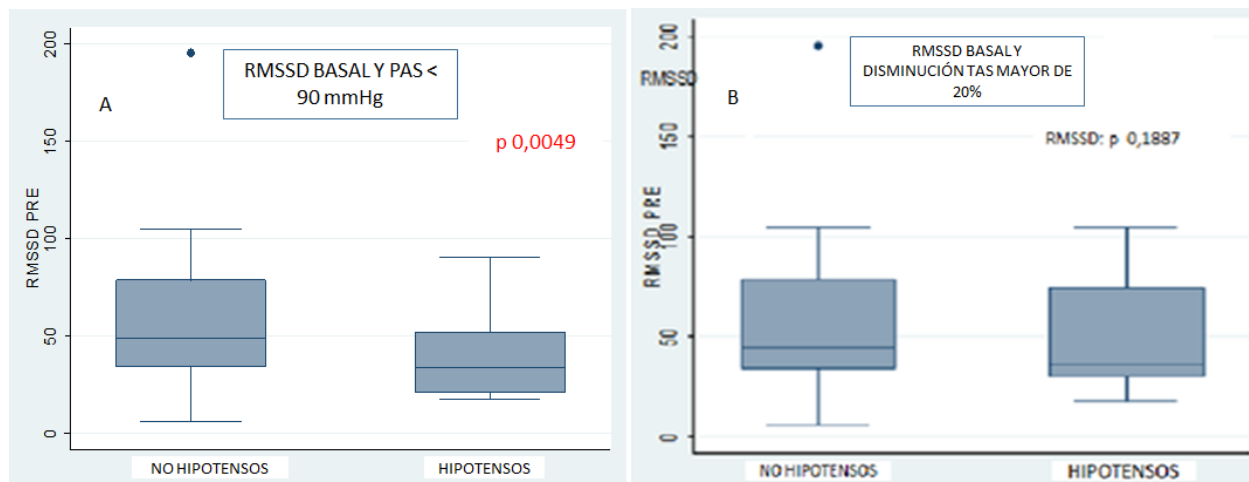 RMSSD BASAL Y PAS <
90 mmHg
A
p 0,0049
RMSSD PRE
200
150
100
50
0
NO HIPOTENSOS
HIPOTENSOS
RMSSD BASAL Y
DISMINUCIÓN TAS MAYOR DE
20%
B
RMSSD
RMSSD: p 0,1887
RMSSD PRE
200
150
100
50
0
NO HIPOTENSOS
HIPOTENSOS